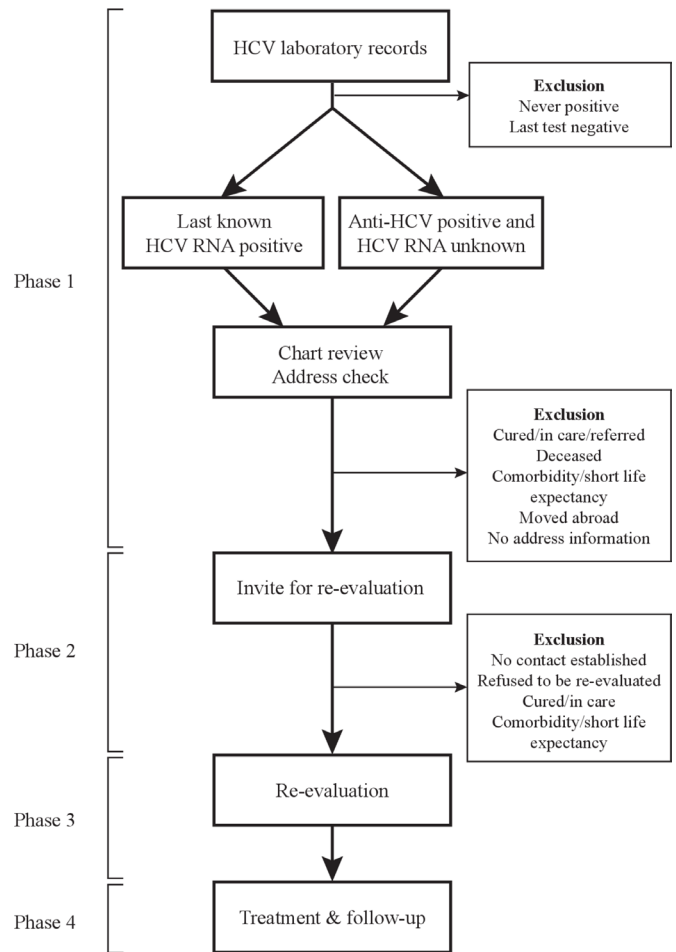 HCV laboratory records
Exclusion
Never positive
Last test negative
Last known
HCV RNA positive
Anti-HCV positive and
HCV RNA unknown
Phase 1
Chart review
Address check
Exclusion
Cured/in care/referred
Deceased
Comorbidity/short life
expectancy
Moved abroad
No address information
Invite for re-evaluation
Phase 2
Exclusion
No contact established
Refused to be re-evaluated
Cured/in care
Comorbidity/short life
expectancy
Re-evaluation
Phase 3
Treatment & follow-up
Phase 4